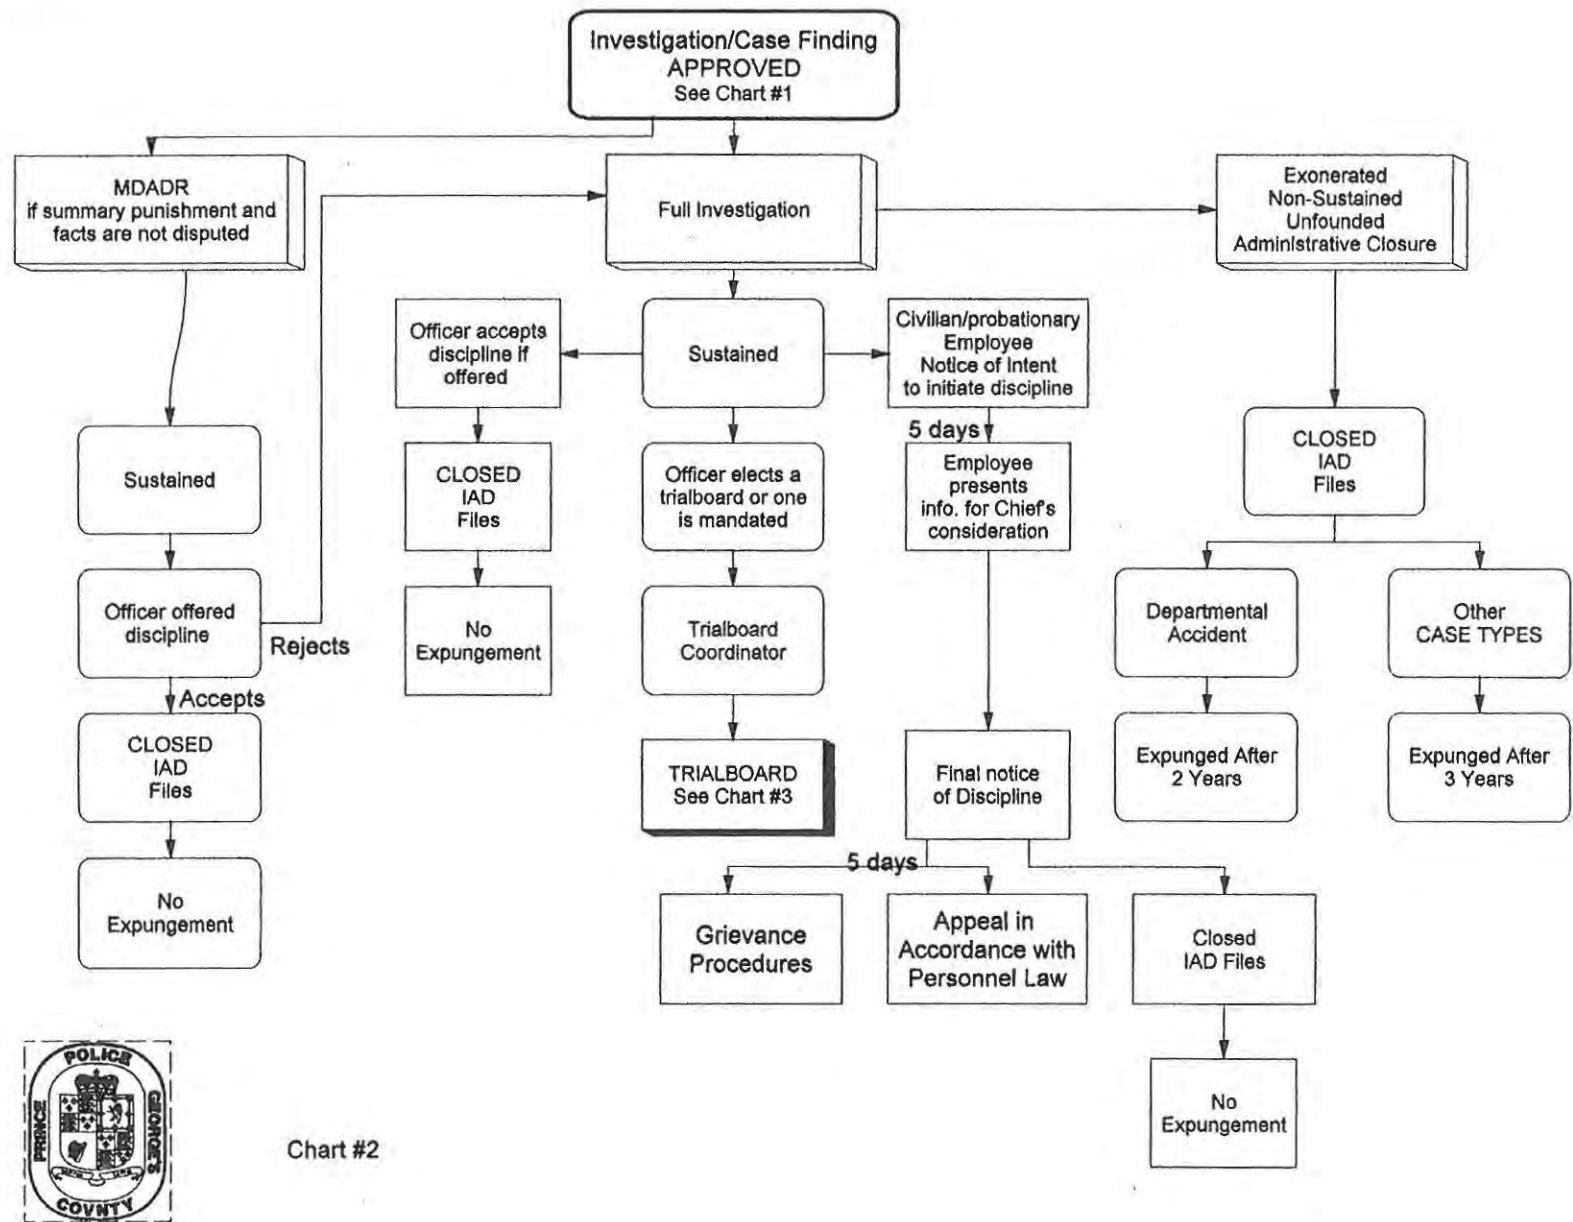 Investigation/Case Finding
APPROVED
See Chart #1
MDADR
if summary punishment and
facts are not disputed
Full Investigation
Exonerated
Non-Sustained
Unfounded
Administrative Closure
Officer accepts
discipline if
offered
Sustained
Civilian/probationary
Employee
Notice of Intent
to initiate discipline
5 days
Sustained
CLOSED
IAD
Files
Officer elects a
trialboard or one
is mandated
Employee
presents
info. for Chief's
consideration
CLOSED
IAD
Files
Officer offered
discipline
Rejects
No
Expungement
Trialboard
Coordinator
Departmental
Accident
Other
CASE TYPES
Accepts
CLOSED
IAD
Files
TRIALBOARD
See Chart #3
Final notice
of Discipline
Expunged After
2 Years
Expunged After
3 Years
5 days
No
Expungement
Grievance
Procedures
Appeal in
Accordance with
Personnel Law
Closed
IAD Files
No
Expungement
POLICE
PRINCE
GEORGE'S
COVNTY
Chart #2